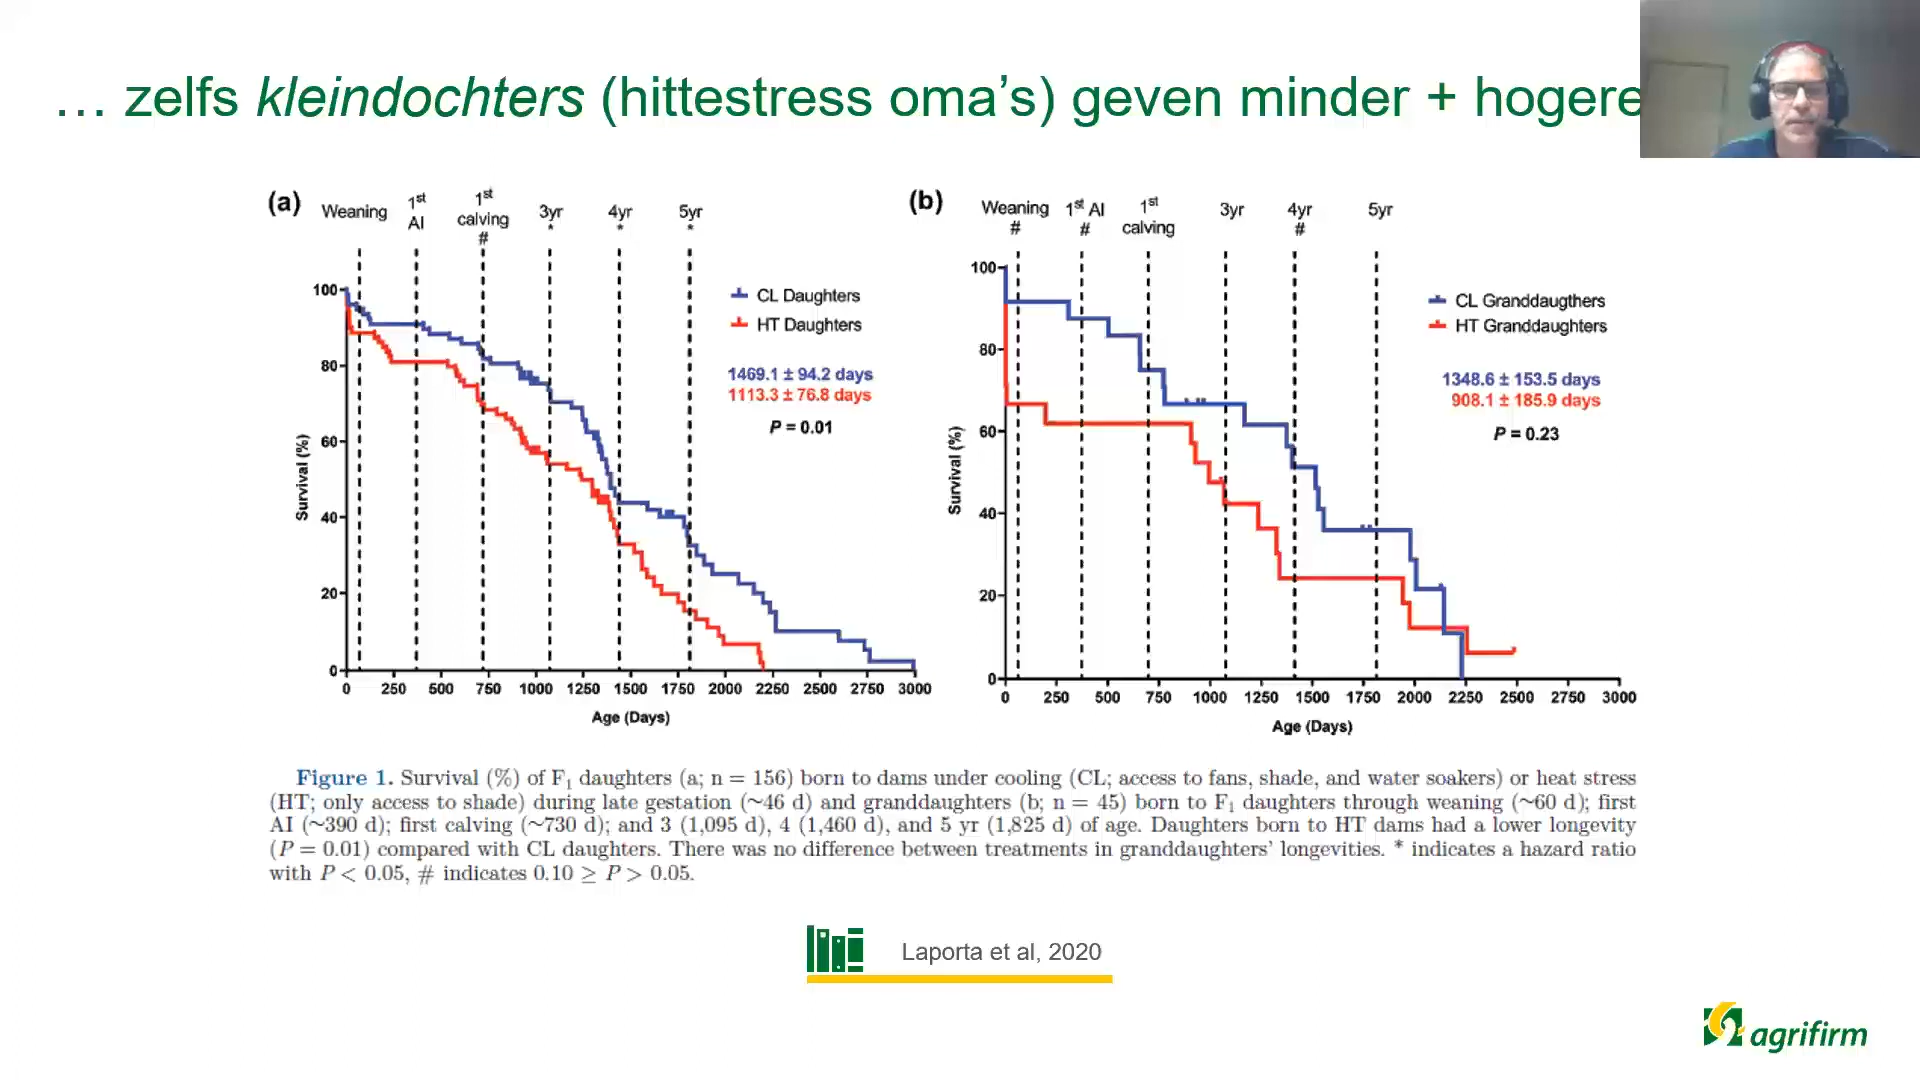 … zelfs kleindochters (hittestress oma's) geven minder + hogere
(a)
Weaning
1st AI
1st calving #
3yr *
4yr *
5yr *
CL Daughters
HT Daughters
1469.1 ± 94.2 days
1113.3 ± 76.8 days
P = 0.01
Survival (%)
100
80
60
40
20
0
0 250 500 750 1000 1250 1500 1750 2000 2250 2500 2750 3000
Age (Days)
(b)
Weaning #
1st AI #
1st calving
3yr
4yr #
5yr
CL Granddaugthers
HT Granddaughters
1348.6 ± 153.5 days
908.1 ± 185.9 days
P = 0.23
Survival (%)
100
80
60
40
20
0
0 250 500 750 1000 1250 1500 1750 2000 2250 2500 2750 3000
Age (Days)
Figure 1. Survival (%) of F1 daughters (a; n = 156) born to dams under cooling (CL; access to fans, shade, and water soakers) or heat stress
(HT; only access to shade) during late gestation (~46 d) and granddaughters (b; n = 45) born to F1 daughters through weaning (~60 d); first
AI (~390 d); first calving (~730 d); and 3 (1,095 d), 4 (1,460 d), and 5 yr (1,825 d) of age. Daughters born to HT dams had a lower longevity
(P = 0.01) compared with CL daughters. There was no difference between treatments in granddaughters' longevities. * indicates a hazard ratio
with P < 0.05, # indicates 0.10 ≥ P > 0.05.
Laporta et al, 2020
agrifirm